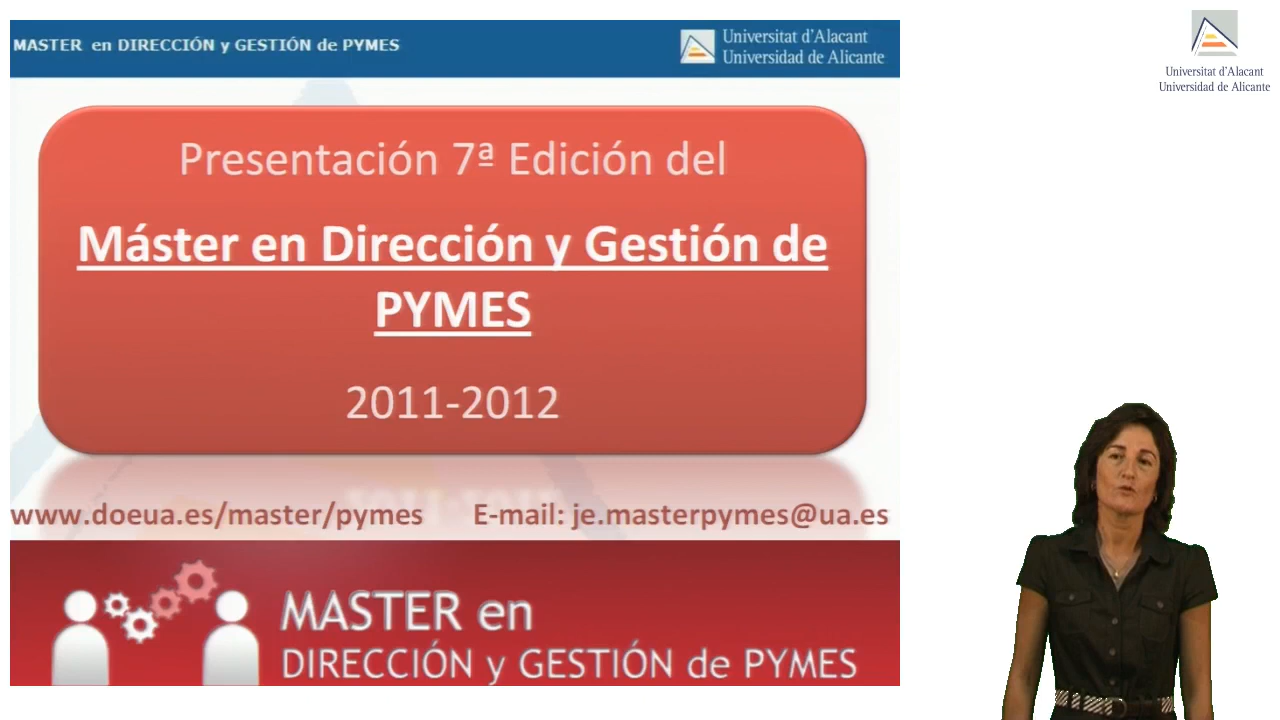 MASTER en DIRECCIÓN y GESTIÓN de PYMES
Universitat d'Alacant
Universidad de Alicante
Universitat d'Alacant
Universidad de Alicante
Presentación 7ª Edición del
Máster en Dirección y Gestión de
PYMES
2011-2012
www.doeua.es/master/pymes E-mail: je.masterpymes@ua.es
MASTER en
DIRECCIÓN y GESTIÓN de PYMES